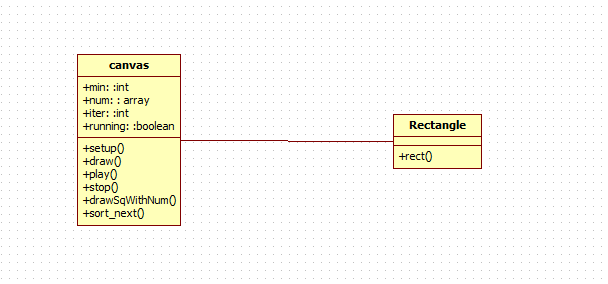 canvas
+min: :int
+num: : array
+iter: :int
+running: :boolean
+setup()
+draw()
+play()
+stop()
+drawSqWithNum()
+sort_next()
Rectangle
+rect()